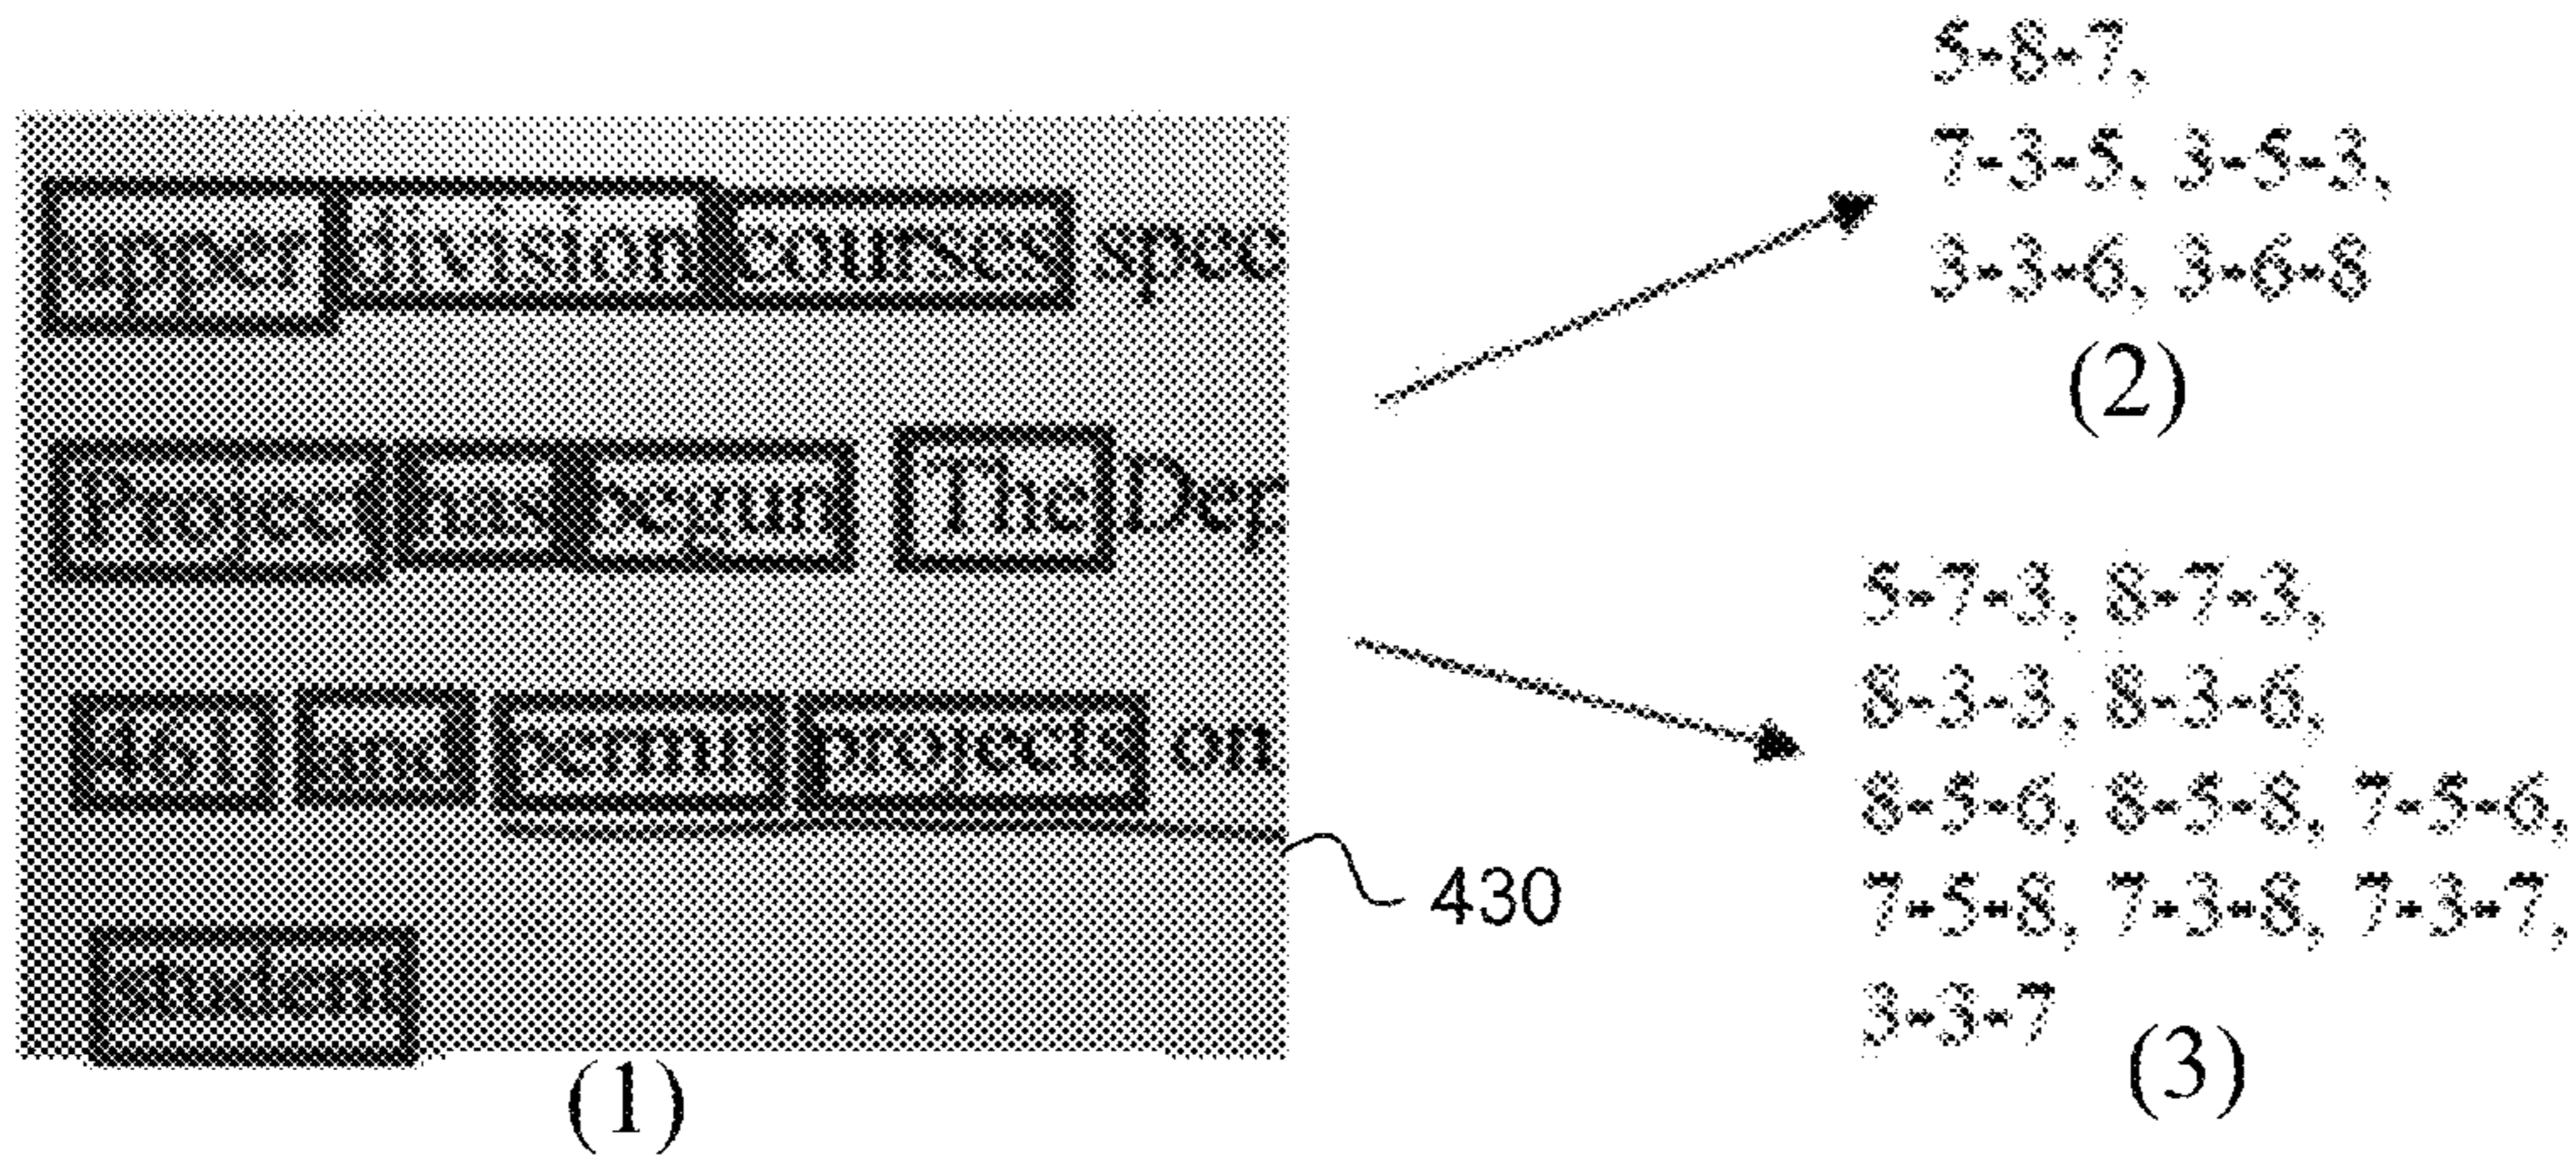 upper division courses spec
Project has begun The Dep
461 and permit projects on
student
(1)
430
5-8-7,
7-3-5, 3-5-3,
3-3-6, 3-6-8
(2)
5-7-3, 8-7-3,
8-3-3, 8-3-6,
8-5-6, 8-5-8, 7-5-6,
7-5-8, 7-3-8, 7-3-7,
3-3-7
(3)